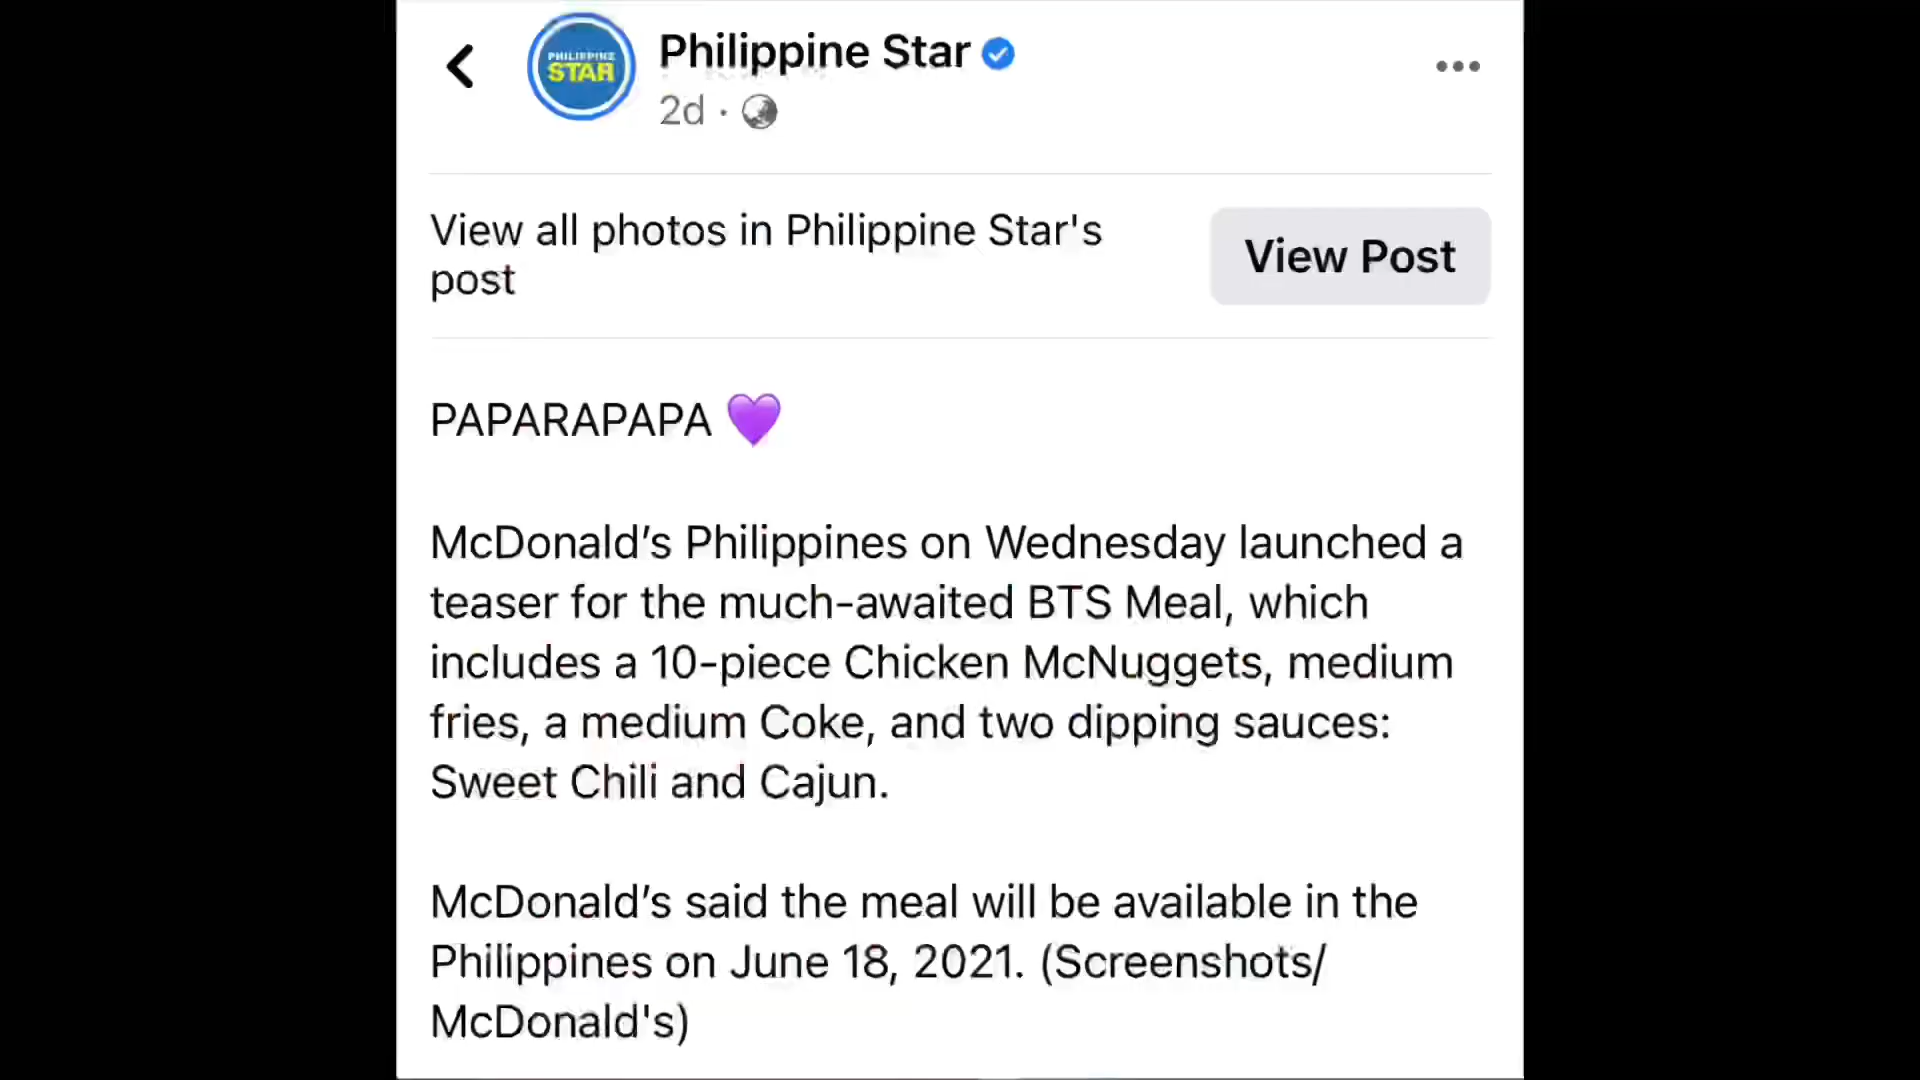 PHILIPPINE
STAR
Philippine Star
2d ·
View all photos in Philippine Star's
post
View Post
PAPARAPAPA 💜
McDonald’s Philippines on Wednesday launched a
teaser for the much-awaited BTS Meal, which
includes a 10-piece Chicken McNuggets, medium
fries, a medium Coke, and two dipping sauces:
Sweet Chili and Cajun.
McDonald’s said the meal will be available in the
Philippines on June 18, 2021. (Screenshots/
McDonald's)